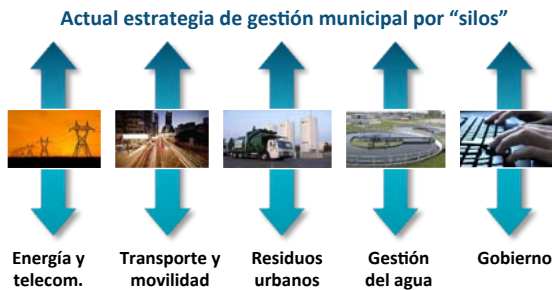 Actual estrategia de gestión municipal por “silos”
Energía y
telecom.
Transporte y
movilidad
Residuos
urbanos
Gestión
del agua
Gobierno